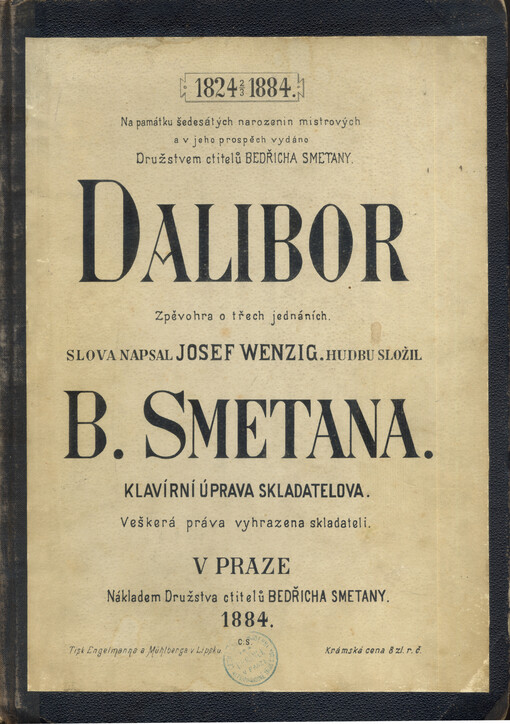 1824 2/3 1884.
Na památku šedesátých narozenin mistrových
a v jeho prospěch vydáno
Družstvem ctitelů BEDŘICHA SMETANY.
DALIBOR
Zpěvohra o třech jednáních.
SLOVA NAPSAL JOSEF WENZIG. HUDBU SLOŽIL
B. SMETANA.
KLAVÍRNÍ ÚPRAVA SKLADATELOVA.
Veškerá práva vyhrazena skladateli.
V PRAZE
Nákladem Družstva ctitelů BEDŘICHA SMETANY.
1884.
C.S.
Tisk Engelmanna a Mühlberga v Lipsku.
Krámská cena 8 zl. r. č.